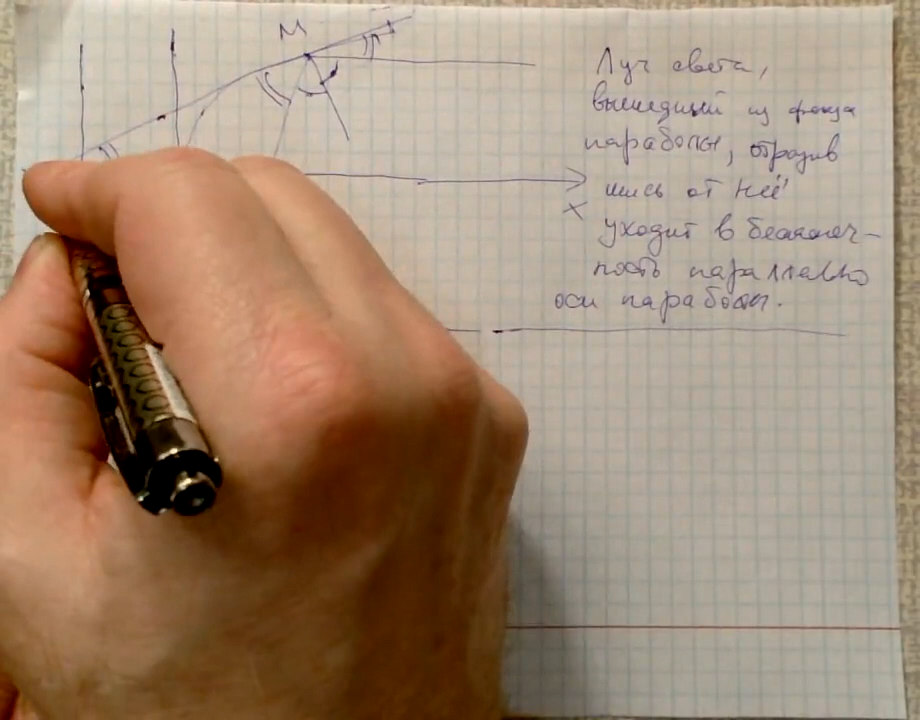 M
Луч света,
вышедший из фокуса
параболы, отразив
шись от неё
x
уходит в бесконеч-
ность параллельно
оси параболы.